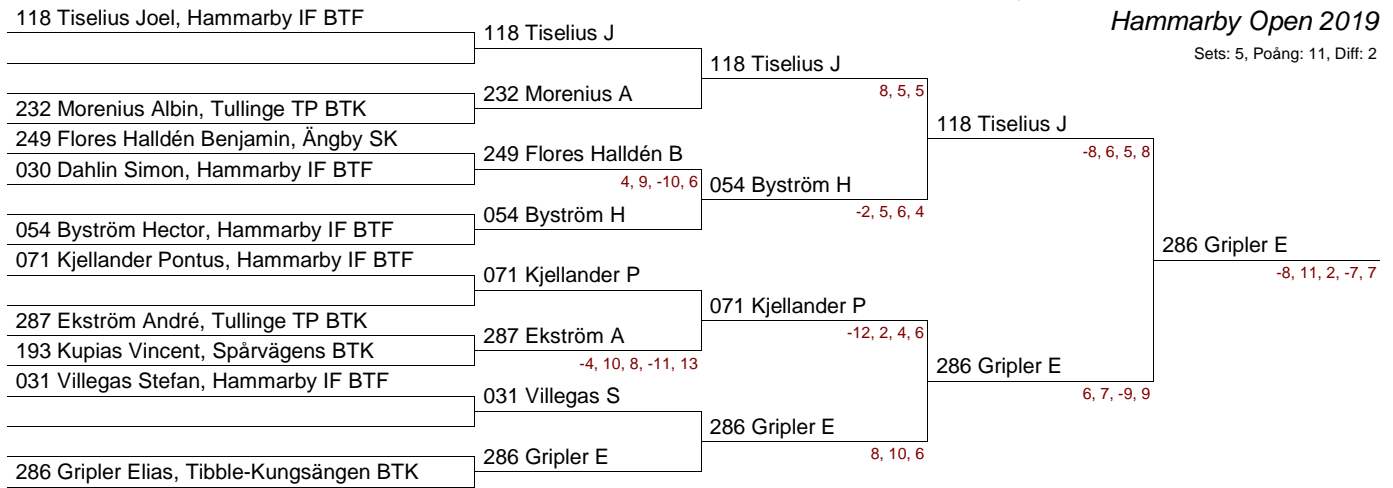 Hammarby Open 2019
Sets: 5, Poång: 11, Diff: 2
118 Tiselius Joel, Hammarby IF BTF
232 Morenius Albin, Tullinge TP BTK
249 Flores Halldén Benjamin, Ängby SK
030 Dahlin Simon, Hammarby IF BTF
054 Byström Hector, Hammarby IF BTF
071 Kjellander Pontus, Hammarby IF BTF
287 Ekström André, Tullinge TP BTK
193 Kupias Vincent, Spårvägens BTK
031 Villegas Stefan, Hammarby IF BTF
286 Gripler Elias, Tibble-Kungsängen BTK
118 Tiselius J
232 Morenius A
249 Flores Halldén B
4, 9, -10, 6
054 Byström H
071 Kjellander P
287 Ekström A
-4, 10, 8, -11, 13
031 Villegas S
286 Gripler E
118 Tiselius J
8, 5, 5
054 Byström H
-2, 5, 6, 4
071 Kjellander P
-12, 2, 4, 6
286 Gripler E
8, 10, 6
118 Tiselius J
-8, 6, 5, 8
286 Gripler E
6, 7, -9, 9
286 Gripler E
-8, 11, 2, -7, 7